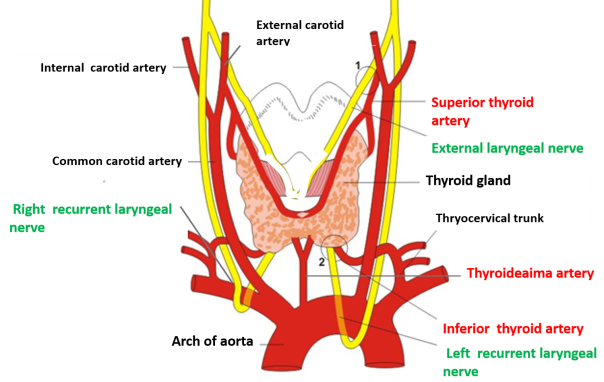 External carotid
artery
Internal carotid artery
1
Superior thyroid
artery
External laryngeal nerve
Common carotid artery
Thyroid gland
Right recurrent laryngeal
nerve
Thryocervical trunk
2
Thyroideaima artery
Inferior thyroid artery
Arch of aorta
Left recurrent laryngeal
nerve